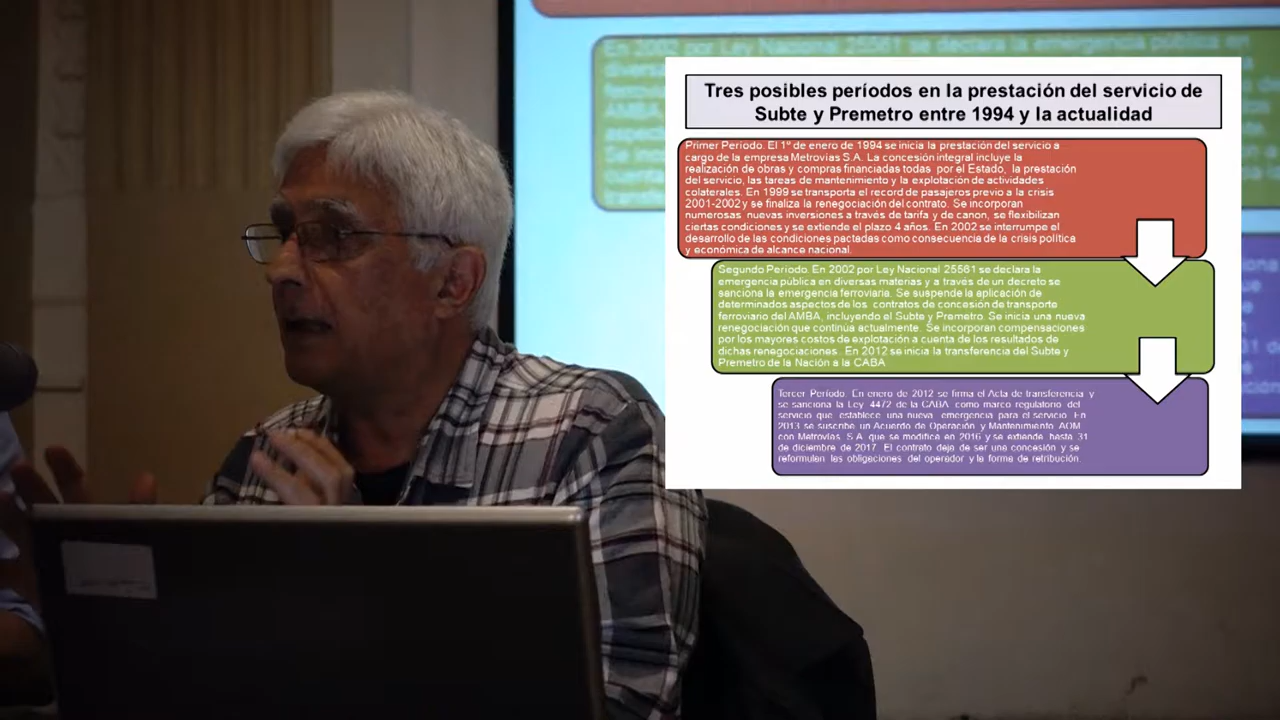 Tres posibles períodos en la prestación del servicio de
Subte y Premetro entre 1994 y la actualidad
Primer Período. El 1º de enero de 1994 se inicia la prestación del servicio a
cargo de la empresa Metrovías S.A. La concesión integral incluye la
realización de obras y compras financiadas todas por el Estado, la prestación
del servicio, las tareas de mantenimiento y la explotación de actividades
colaterales. En 1999 se transporta el record de pasajeros previo a la crisis
2001-2002 y se finaliza la renegociación del contrato. Se incorporan
numerosas nuevas inversiones a través de tarifa y de canon, se flexibilizan
ciertas condiciones y se extiende el plazo 4 años. En 2002 se interrumpe el
desarrollo de las condiciones pactadas como consecuencia de la crisis política
y económica de alcance nacional.
Segundo Período. En 2002 por Ley Nacional 25561 se declara la
emergencia pública en diversas materias y a través de un decreto se
sanciona la emergencia ferroviaria. Se suspende la aplicación de
determinados aspectos de los contratos de concesión de transporte
ferroviario del AMBA, incluyendo el Subte y Premetro. Se inicia una nueva
renegociación que continúa actualmente. Se incorporan compensaciones
por los mayores costos de explotación a cuenta de los resultados de
dichas renegociaciones. En 2012 se inicia la transferencia del Subte y
Premetro de la Nación a la CABA
Tercer Período. En enero de 2012 se firma el Acta de transferencia y
se sanciona la Ley 4472 de la CABA como marco regulatorio del
servicio que establece una nueva emergencia para el servicio. En
2013 se suscribe un Acuerdo de Operación y Mantenimiento AOM
con Metrovías S.A. que se modifica en 2016 y se extiende hasta 31
de diciembre de 2017. El contrato deja de ser una concesión y se
reformulan las obligaciones del operador y la forma de retribución.
En 2002 por Ley Nacional 25561 se declara la emergencia pública en